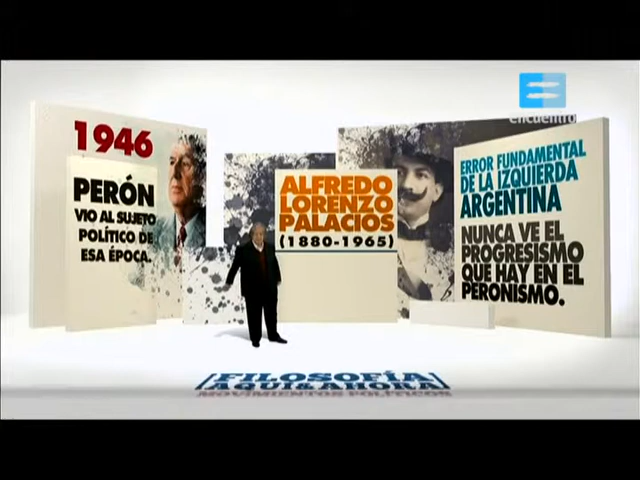 encuentro
1946
PERÓN
VIO AL SUJETO
POLÍTICO DE
ESA ÉPOCA.
ALFREDO
LORENZO
PALACIOS
(1880-1965)
ERROR FUNDAMENTAL
DE LA IZQUIERDA
ARGENTINA
NUNCA VE EL
PROGRESISMO
QUE HAY EN EL
PERONISMO.
FILOSOFÍA
AQUÍ&AHORA
MOVIMIENTOS POLÍTICOS